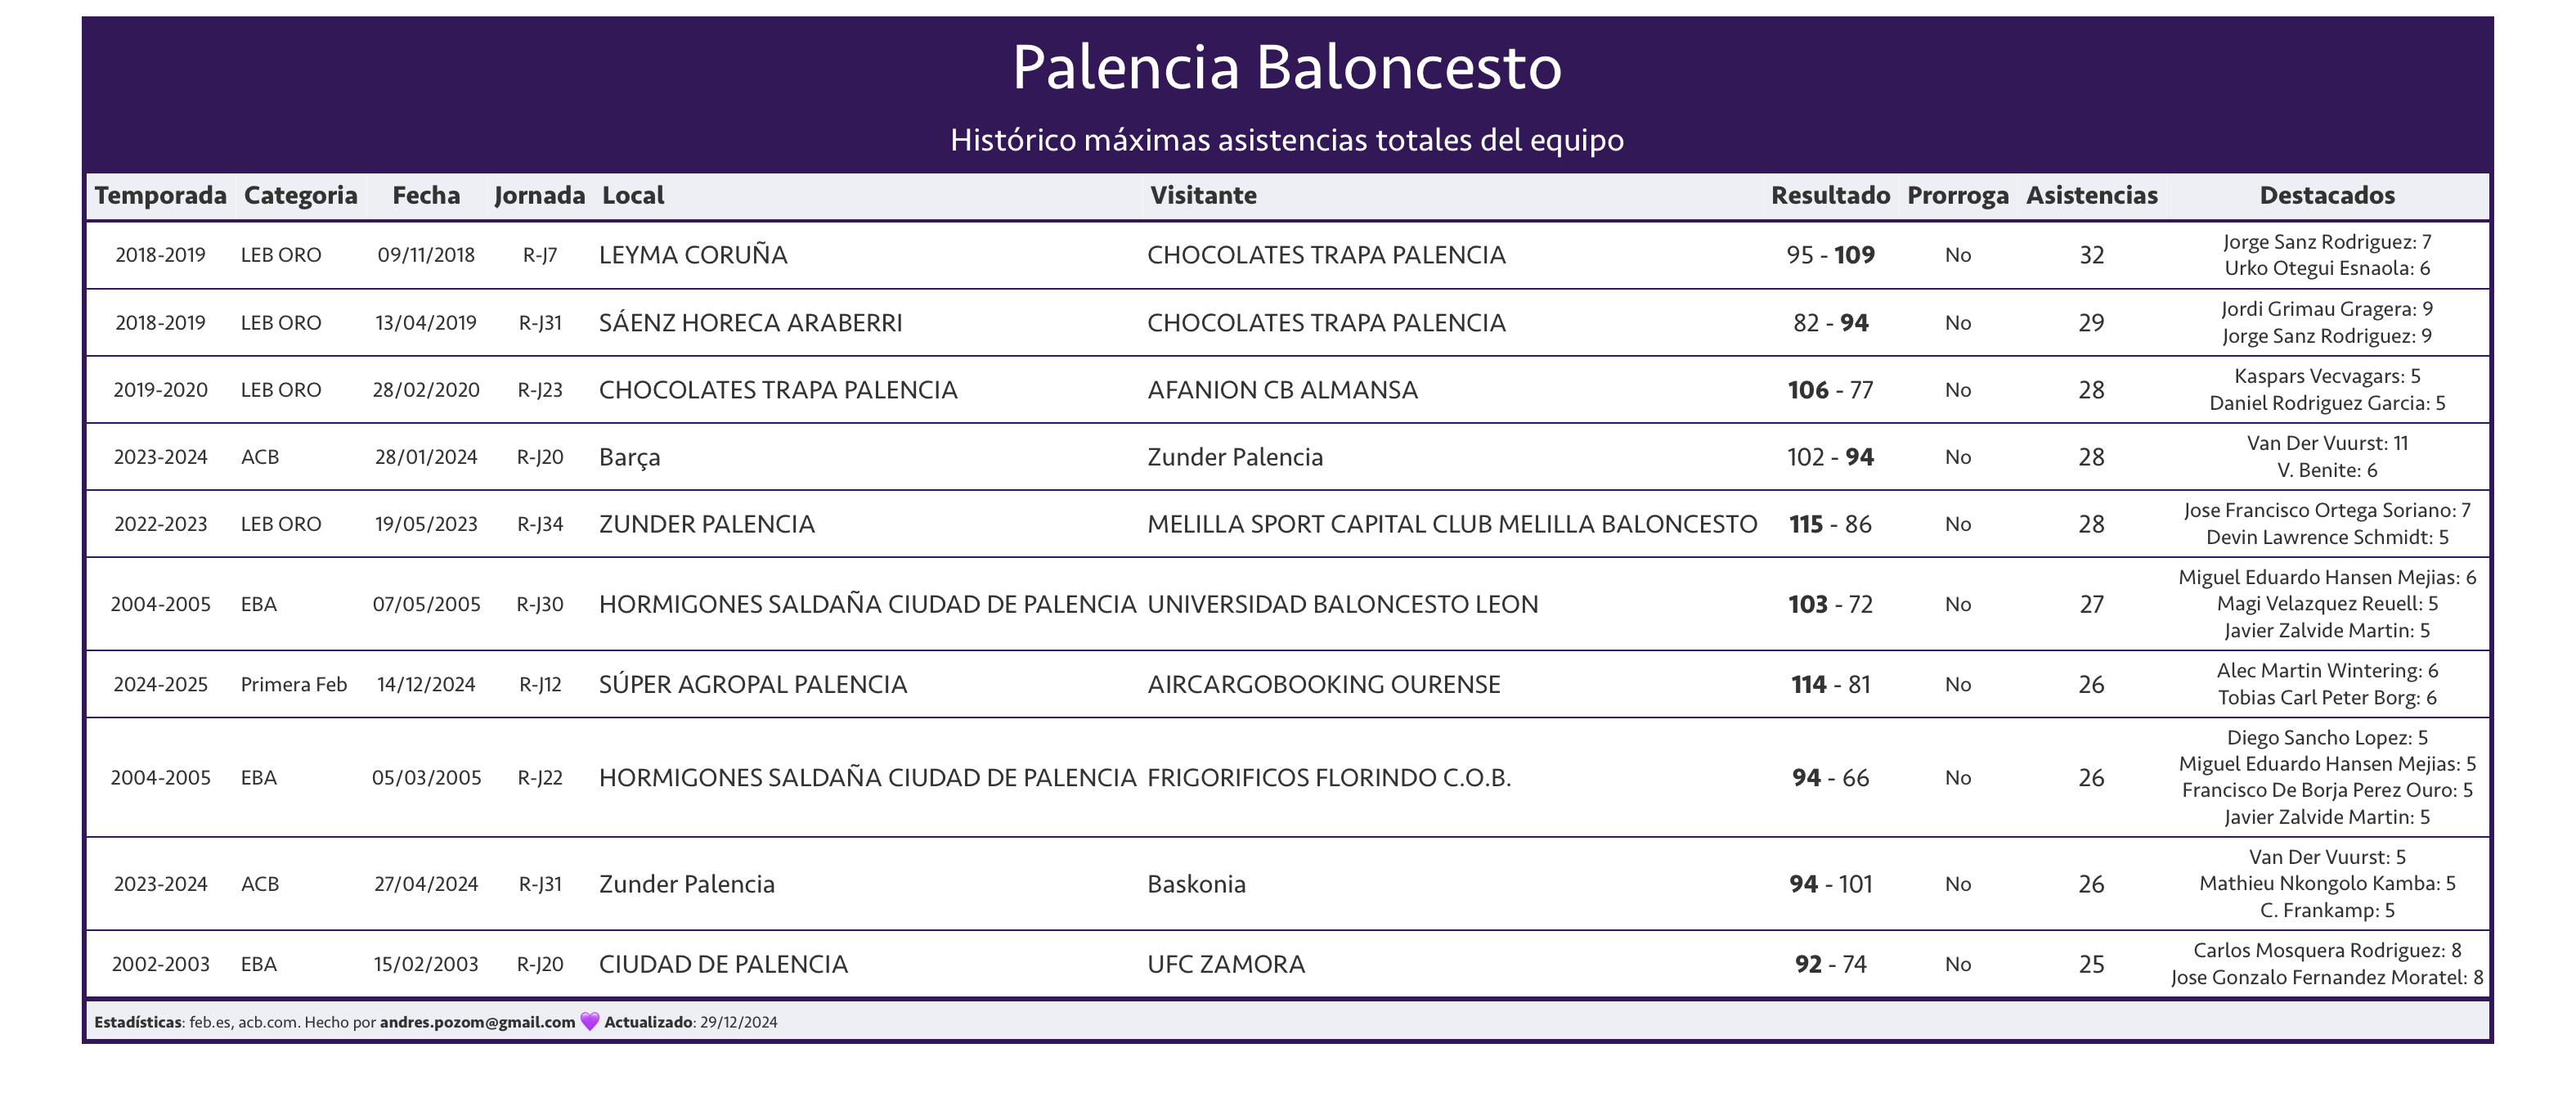 Palencia Baloncesto
Histórico máximas asistencias totales del equipo
Temporada Categoria Fecha Jornada Local Visitante Resultado Prorroga Asistencias Destacados
2018-2019 LEB ORO 09/11/2018 R-J7 LEYMA CORUÑA CHOCOLATES TRAPA PALENCIA 95 - 109 No 32 Jorge Sanz Rodriguez: 7
Urko Otegui Esnaola: 6
2018-2019 LEB ORO 13/04/2019 R-J31 SÁENZ HORECA ARABERRI CHOCOLATES TRAPA PALENCIA 82 - 94 No 29 Jordi Grimau Gragera: 9
Jorge Sanz Rodriguez: 9
2019-2020 LEB ORO 28/02/2020 R-J23 CHOCOLATES TRAPA PALENCIA AFANION CB ALMANSA 106 - 77 No 28 Kaspars Vecvagars: 5
Daniel Rodriguez Garcia: 5
2023-2024 ACB 28/01/2024 R-J20 Barça Zunder Palencia 102 - 94 No 28 Van Der Vuurst: 11
V. Benite: 6
2022-2023 LEB ORO 19/05/2023 R-J34 ZUNDER PALENCIA MELILLA SPORT CAPITAL CLUB MELILLA BALONCESTO 115 - 86 No 28 Jose Francisco Ortega Soriano: 7
Devin Lawrence Schmidt: 5
2004-2005 EBA 07/05/2005 R-J30 HORMIGONES SALDAÑA CIUDAD DE PALENCIA UNIVERSIDAD BALONCESTO LEON 103 - 72 No 27 Miguel Eduardo Hansen Mejias: 6
Magi Velazquez Reuell: 5
Javier Zalvide Martin: 5
2024-2025 Primera Feb 14/12/2024 R-J12 SÚPER AGROPAL PALENCIA AIRCARGOBOOKING OURENSE 114 - 81 No 26 Alec Martin Wintering: 6
Tobias Carl Peter Borg: 6
2004-2005 EBA 05/03/2005 R-J22 HORMIGONES SALDAÑA CIUDAD DE PALENCIA FRIGORIFICOS FLORINDO C.O.B. 94 - 66 No 26 Diego Sancho Lopez: 5
Miguel Eduardo Hansen Mejias: 5
Francisco De Borja Perez Ouro: 5
Javier Zalvide Martin: 5
2023-2024 ACB 27/04/2024 R-J31 Zunder Palencia Baskonia 94 - 101 No 26 Van Der Vuurst: 5
Mathieu Nkongolo Kamba: 5
C. Frankamp: 5
2002-2003 EBA 15/02/2003 R-J20 CIUDAD DE PALENCIA UFC ZAMORA 92 - 74 No 25 Carlos Mosquera Rodriguez: 8
Jose Gonzalo Fernandez Moratel: 8
Estadísticas: feb.es, acb.com. Hecho por andres.pozom@gmail.com 💜 Actualizado: 29/12/2024